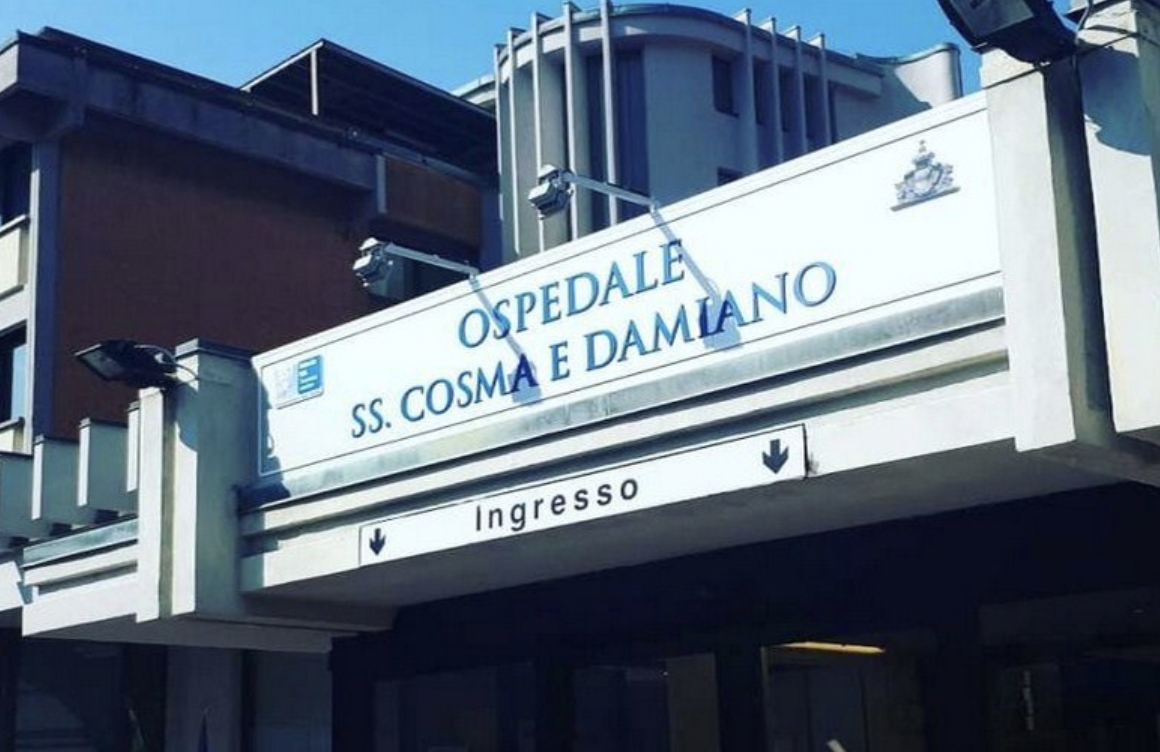 OSPEDALE
SS. COSMA E DAMIANO
Ingresso